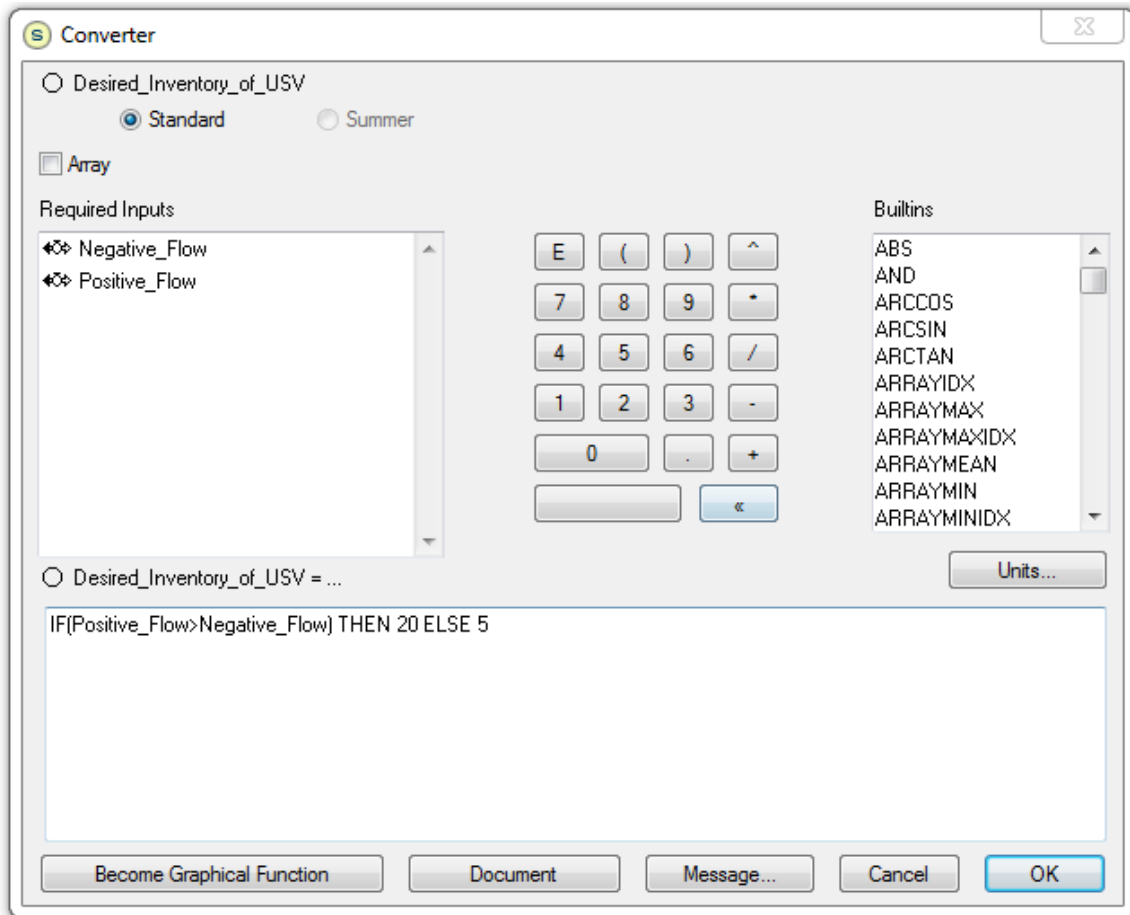 S Converter
Desired_Inventory_of_USV
Standard Summer
Array
Required Inputs
Negative_Flow
Positive_Flow
E ( ) ^
7 8 9 *
4 5 6 /
1 2 3 -
0 . +
«
Builtins
ABS
AND
ARCCOS
ARCSIN
ARCTAN
ARRAYIDX
ARRAYMAX
ARRAYMAXIDX
ARRAYMEAN
ARRAYMIN
ARRAYMINIDX
Units...
Desired_Inventory_of_USV = ...
IF(Positive_Flow>Negative_Flow) THEN 20 ELSE 5
Become Graphical Function Document Message... Cancel OK